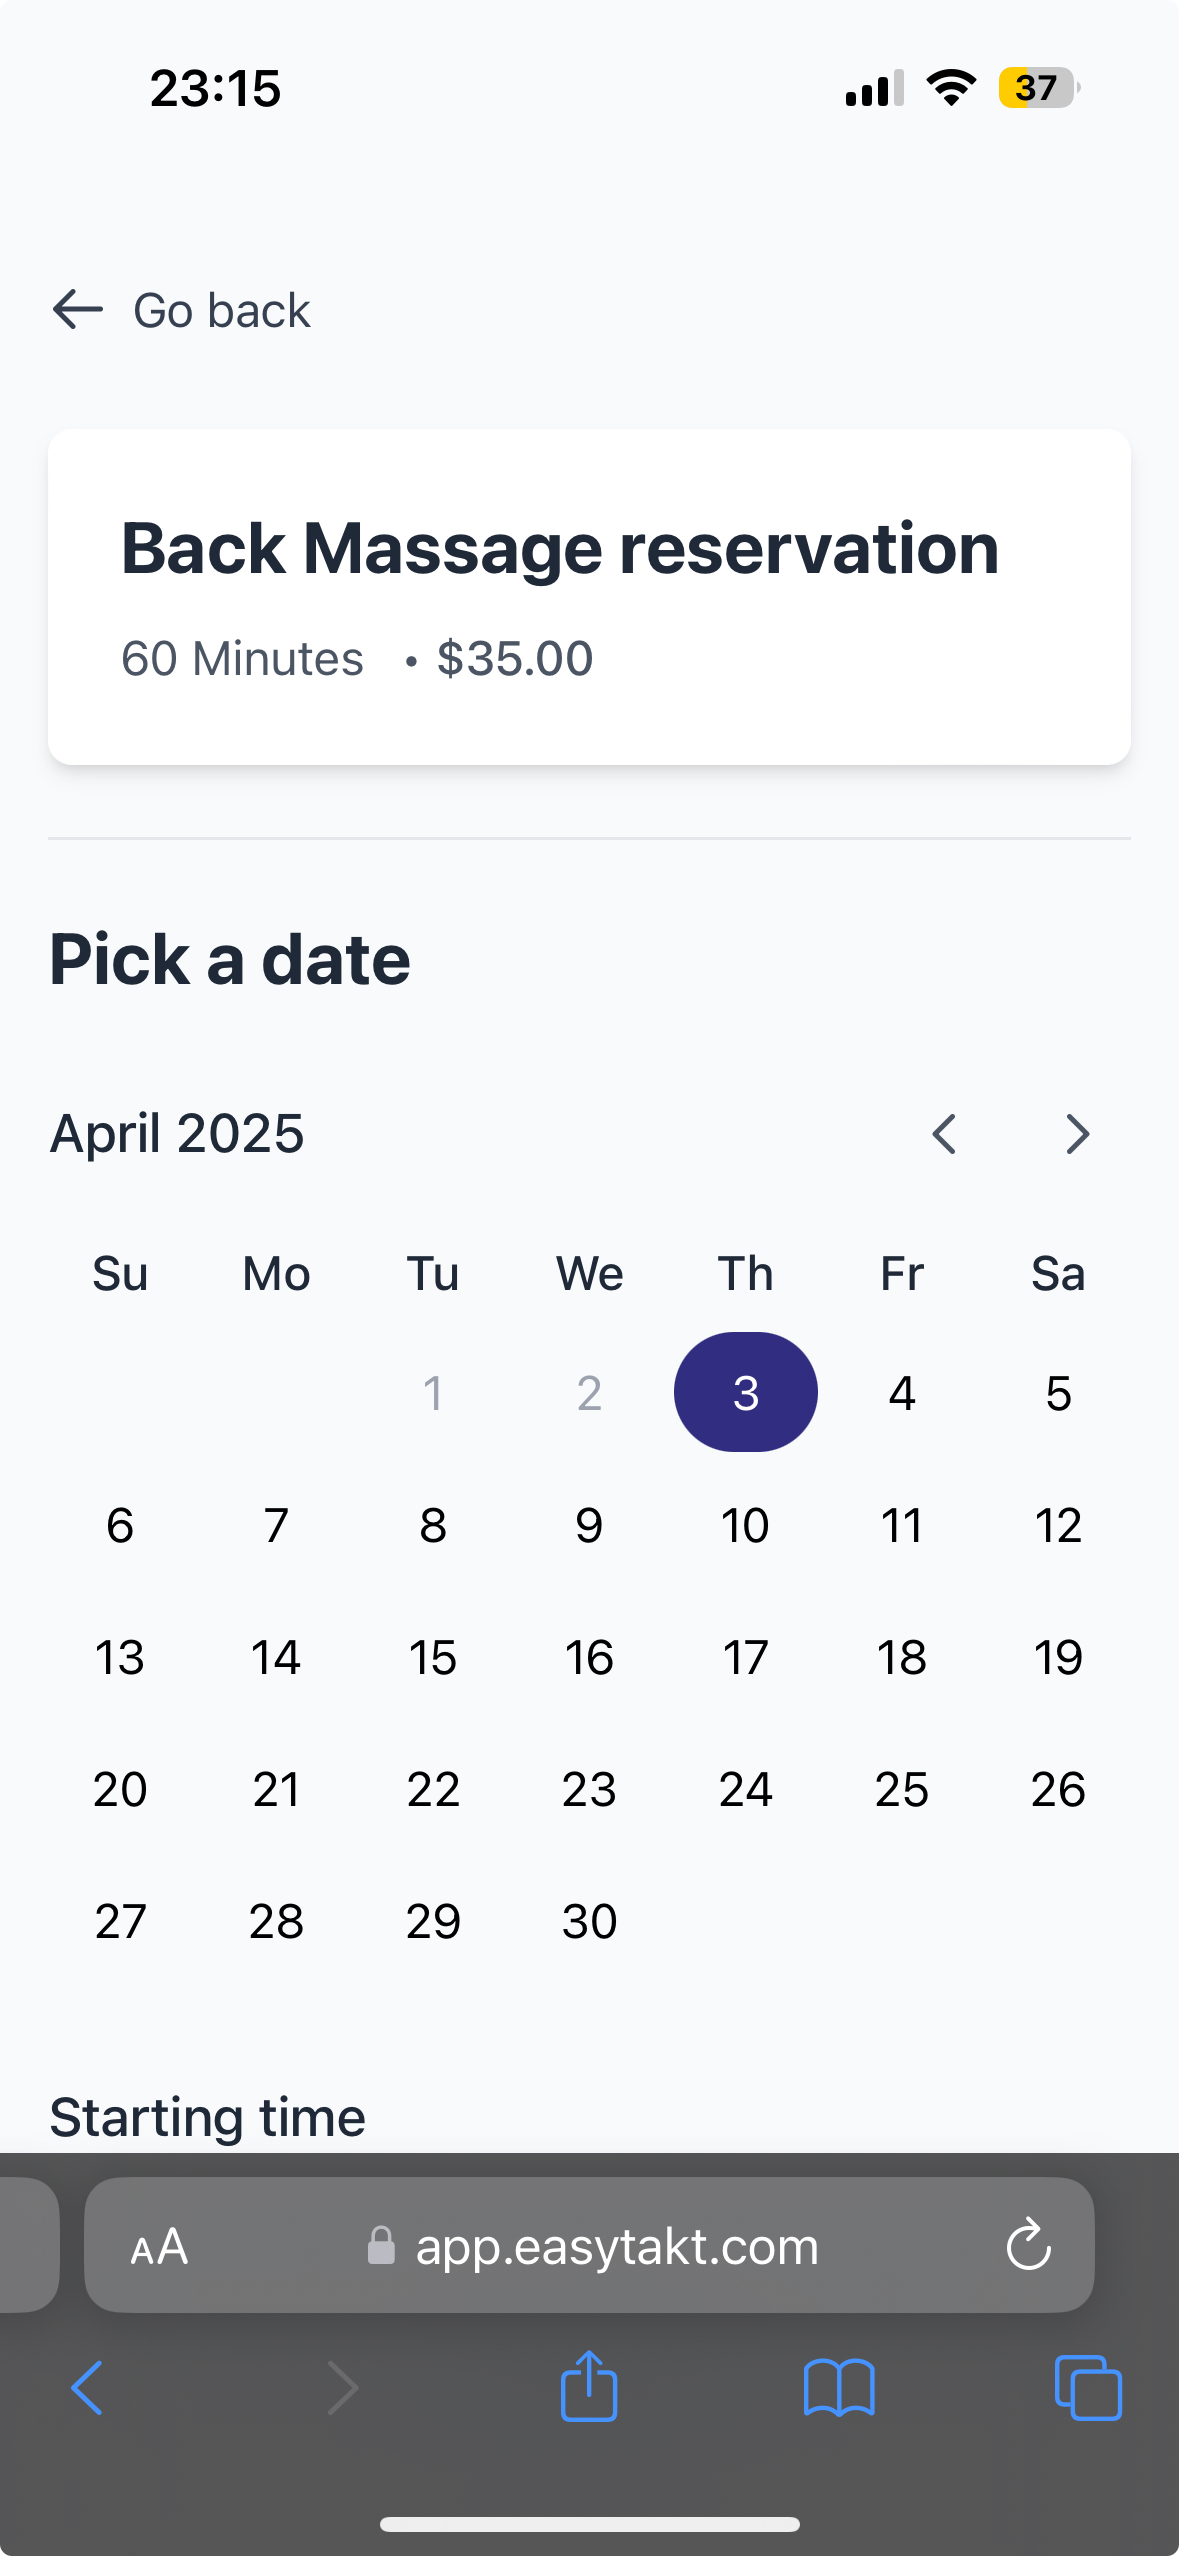 23:15
37
Go back
Back Massage reservation
60 Minutes • $35.00
Pick a date
April 2025
Su Mo Tu We Th Fr Sa
1 2 3 4 5
6 7 8 9 10 11 12
13 14 15 16 17 18 19
20 21 22 23 24 25 26
27 28 29 30
Starting time
AA app.easytakt.com